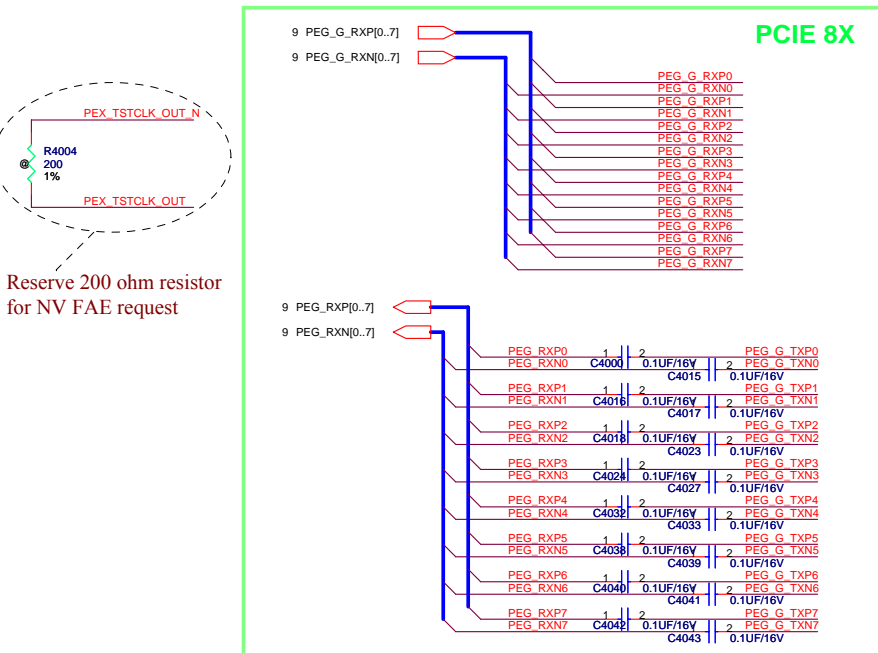 PCIE 8X
9 PEG_G_RXP[0..7]
9 PEG_G_RXN[0..7]
PEG_G_RXP0
PEG_G_RXN0
PEG_G_RXP1
PEG_G_RXN1
PEG_G_RXP2
PEG_G_RXN2
PEG_G_RXP3
PEG_G_RXN3
PEG_G_RXP4
PEG_G_RXN4
PEG_G_RXP5
PEG_G_RXN5
PEG_G_RXP6
PEG_G_RXN6
PEG_G_RXP7
PEG_G_RXN7
PEX_TSTCLK_OUT_N
R4004
@ 200
1%
PEX_TSTCLK_OUT
Reserve 200 ohm resistor
for NV FAE request
9 PEG_RXP[0..7]
9 PEG_RXN[0..7]
PEG_RXP0 1 2 PEG_G_TXP0
PEG_RXN0 C4000 0.1UF/16V 1 2 PEG_G_TXN0
C4015 0.1UF/16V
PEG_RXP1 1 2 PEG_G_TXP1
PEG_RXN1 C4016 0.1UF/16V 1 2 PEG_G_TXN1
C4017 0.1UF/16V
PEG_RXP2 1 2 PEG_G_TXP2
PEG_RXN2 C4018 0.1UF/16V 1 2 PEG_G_TXN2
C4023 0.1UF/16V
PEG_RXP3 1 2 PEG_G_TXP3
PEG_RXN3 C4024 0.1UF/16V 1 2 PEG_G_TXN3
C4027 0.1UF/16V
PEG_RXP4 1 2 PEG_G_TXP4
PEG_RXN4 C4032 0.1UF/16V 1 2 PEG_G_TXN4
C4033 0.1UF/16V
PEG_RXP5 1 2 PEG_G_TXP5
PEG_RXN5 C4038 0.1UF/16V 1 2 PEG_G_TXN5
C4039 0.1UF/16V
PEG_RXP6 1 2 PEG_G_TXP6
PEG_RXN6 C4040 0.1UF/16V 1 2 PEG_G_TXN6
C4041 0.1UF/16V
PEG_RXP7 1 2 PEG_G_TXP7
PEG_RXN7 C4042 0.1UF/16V 1 2 PEG_G_TXN7
C4043 0.1UF/16V